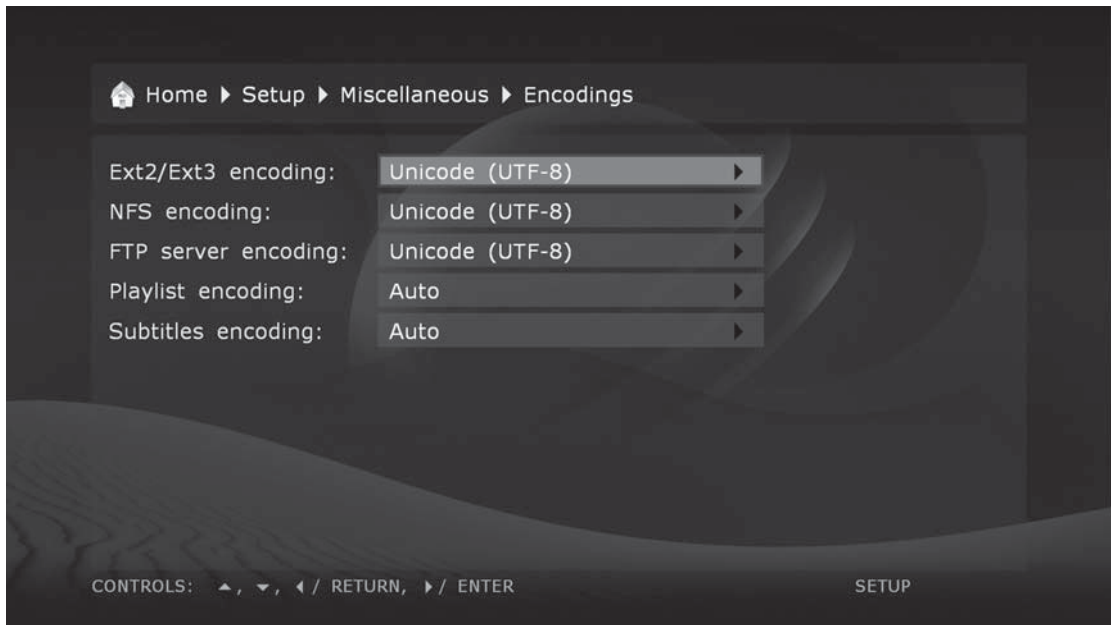 Home ▶ Setup ▶ Miscellaneous ▶ Encodings
Ext2/Ext3 encoding: Unicode (UTF-8)
NFS encoding: Unicode (UTF-8)
FTP server encoding: Unicode (UTF-8)
Playlist encoding: Auto
Subtitles encoding: Auto
CONTROLS: ▲, ▼, ◀/ RETURN, ▶/ ENTER SETUP